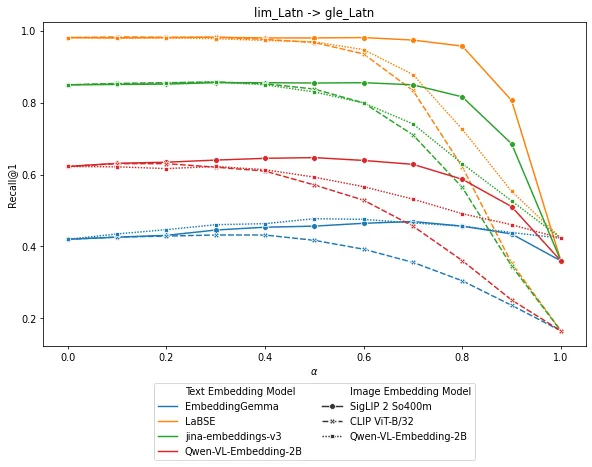 lim_Latn -> gle_Latn
Recall@1
1.0
0.8
0.6
0.4
0.2
0.0 0.2 0.4 0.6 0.8 1.0
α
Text Embedding Model
EmbeddingGemma
LaBSE
jina-embeddings-v3
Qwen-VL-Embedding-2B
Image Embedding Model
SigLIP 2 So400m
CLIP ViT-B/32
Qwen-VL-Embedding-2B